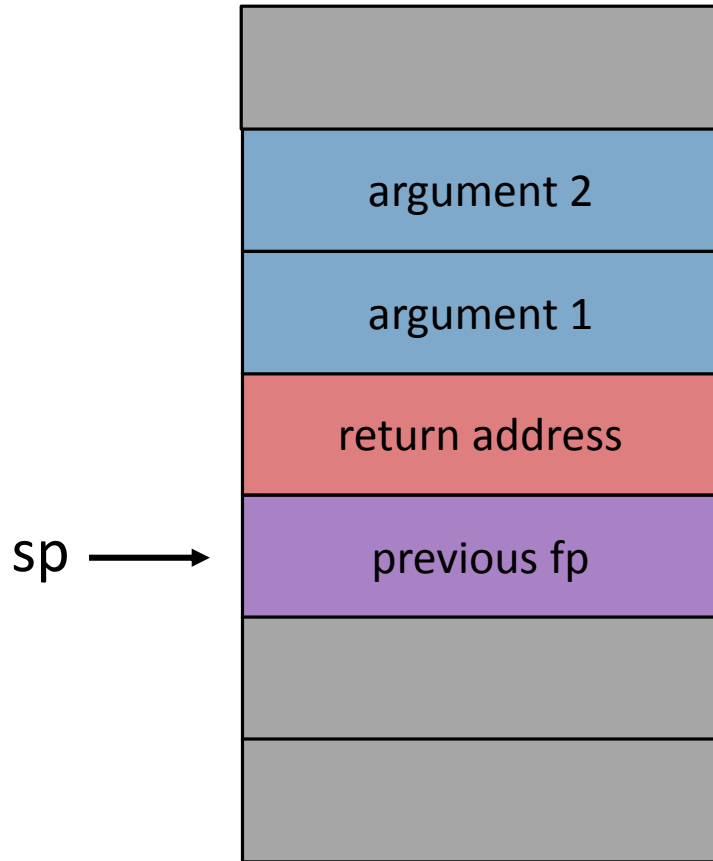 argument 2
argument 1
return address
sp
previous fp